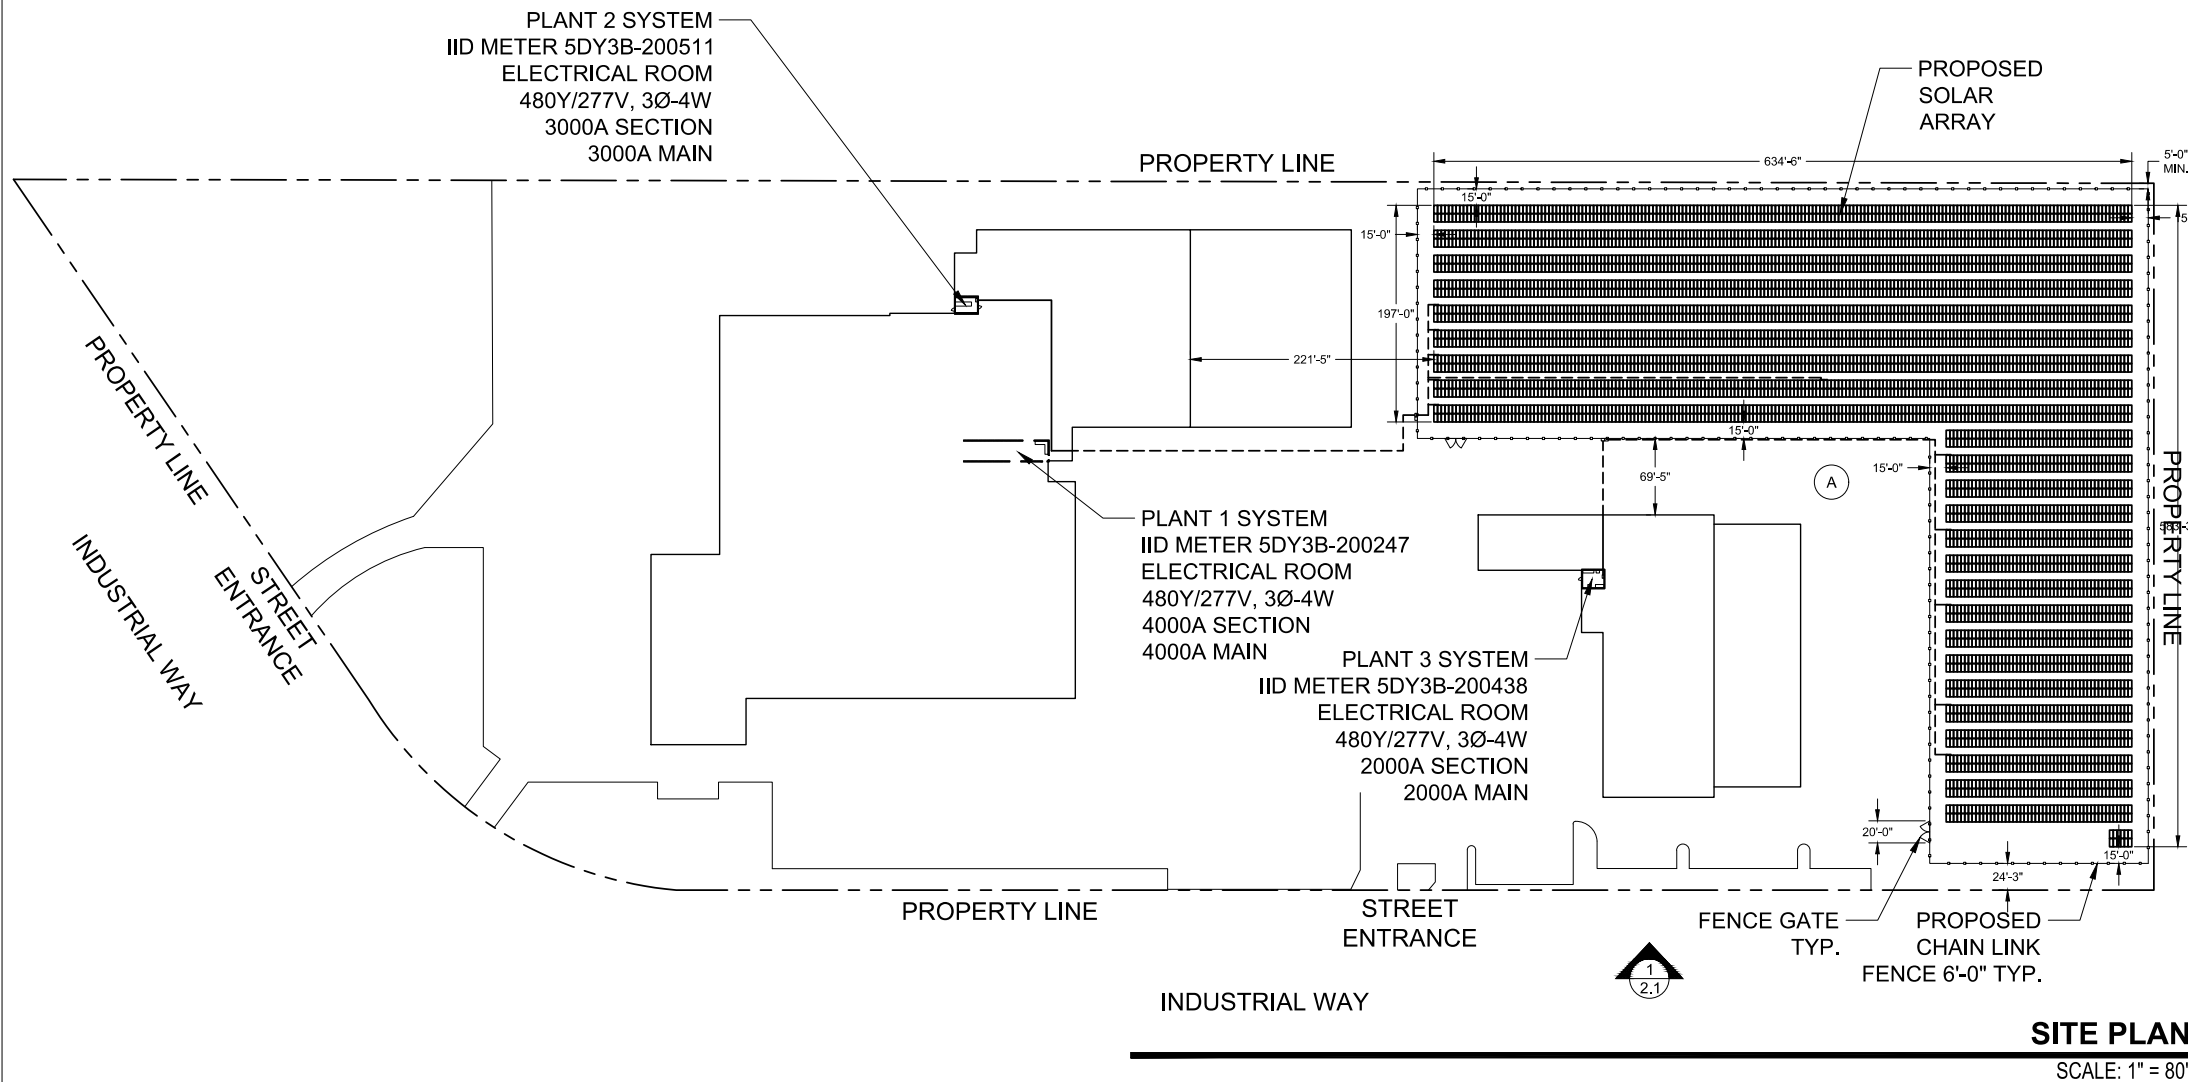 PLANT 2 SYSTEM
IID METER 5DY3B-200511
ELECTRICAL ROOM
480Y/277V, 3Ø-4W
3000A SECTION
3000A MAIN
PROPOSED
SOLAR
ARRAY
PROPERTY LINE
634'-6"
5'-0"
MIN.
15'-0"
5
15'-0"
197'-0"
221'-5"
15'-0"
69'-5"
A
15'-0"
PROPERTY LINE
PROPERTY LINE
INDUSTRIAL WAY
STREET
ENTRANCE
PLANT 1 SYSTEM
IID METER 5DY3B-200247
ELECTRICAL ROOM
480Y/277V, 3Ø-4W
4000A SECTION
4000A MAIN
PLANT 3 SYSTEM
IID METER 5DY3B-200438
ELECTRICAL ROOM
480Y/277V, 3Ø-4W
2000A SECTION
2000A MAIN
20'-0"
15'-0"
24'-3"
PROPERTY LINE
STREET
ENTRANCE
FENCE GATE
TYP.
PROPOSED
CHAIN LINK
FENCE 6'-0" TYP.
1
2.1
INDUSTRIAL WAY
SITE PLAN
SCALE: 1" = 80'